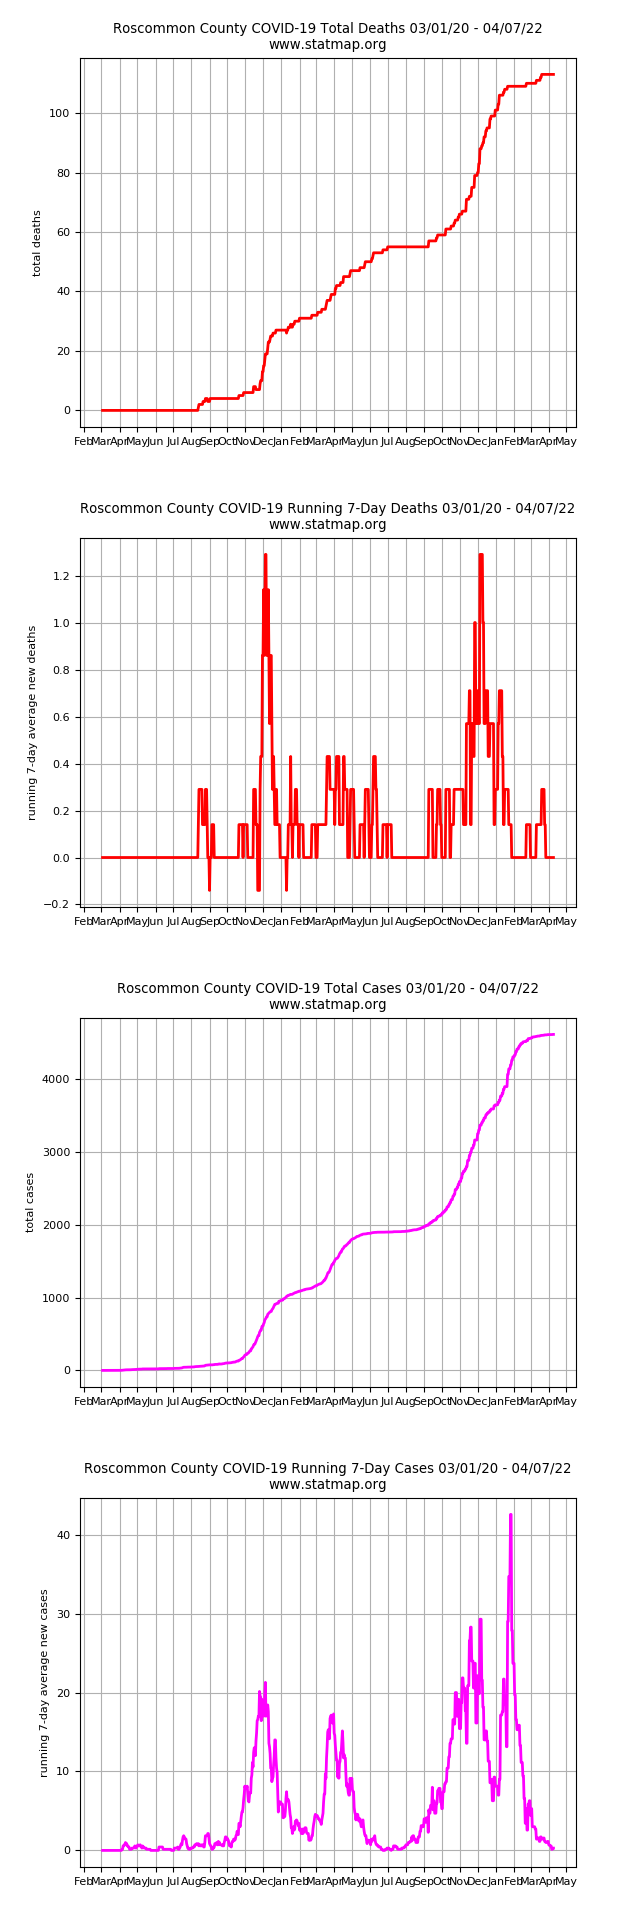 Roscommon County COVID-19 Total Deaths 03/01/20 - 04/07/22
www.statmap.org
100
80
60
40
20
0
total deaths
Feb Mar Apr May Jun Jul Aug Sep Oct Nov Dec Jan Feb Mar Apr May Jun Jul Aug Sep Oct Nov Dec Jan Feb Mar Apr May
Roscommon County COVID-19 Running 7-Day Deaths 03/01/20 - 04/07/22
www.statmap.org
1.2
1.0
0.8
0.6
0.4
0.2
0.0
−0.2
running 7-day average new deaths
Feb Mar Apr May Jun Jul Aug Sep Oct Nov Dec Jan Feb Mar Apr May Jun Jul Aug Sep Oct Nov Dec Jan Feb Mar Apr May
Roscommon County COVID-19 Total Cases 03/01/20 - 04/07/22
www.statmap.org
4000
3000
2000
1000
0
total cases
Feb Mar Apr May Jun Jul Aug Sep Oct Nov Dec Jan Feb Mar Apr May Jun Jul Aug Sep Oct Nov Dec Jan Feb Mar Apr May
Roscommon County COVID-19 Running 7-Day Cases 03/01/20 - 04/07/22
www.statmap.org
40
30
20
10
0
running 7-day average new cases
Feb Mar Apr May Jun Jul Aug Sep Oct Nov Dec Jan Feb Mar Apr May Jun Jul Aug Sep Oct Nov Dec Jan Feb Mar Apr May